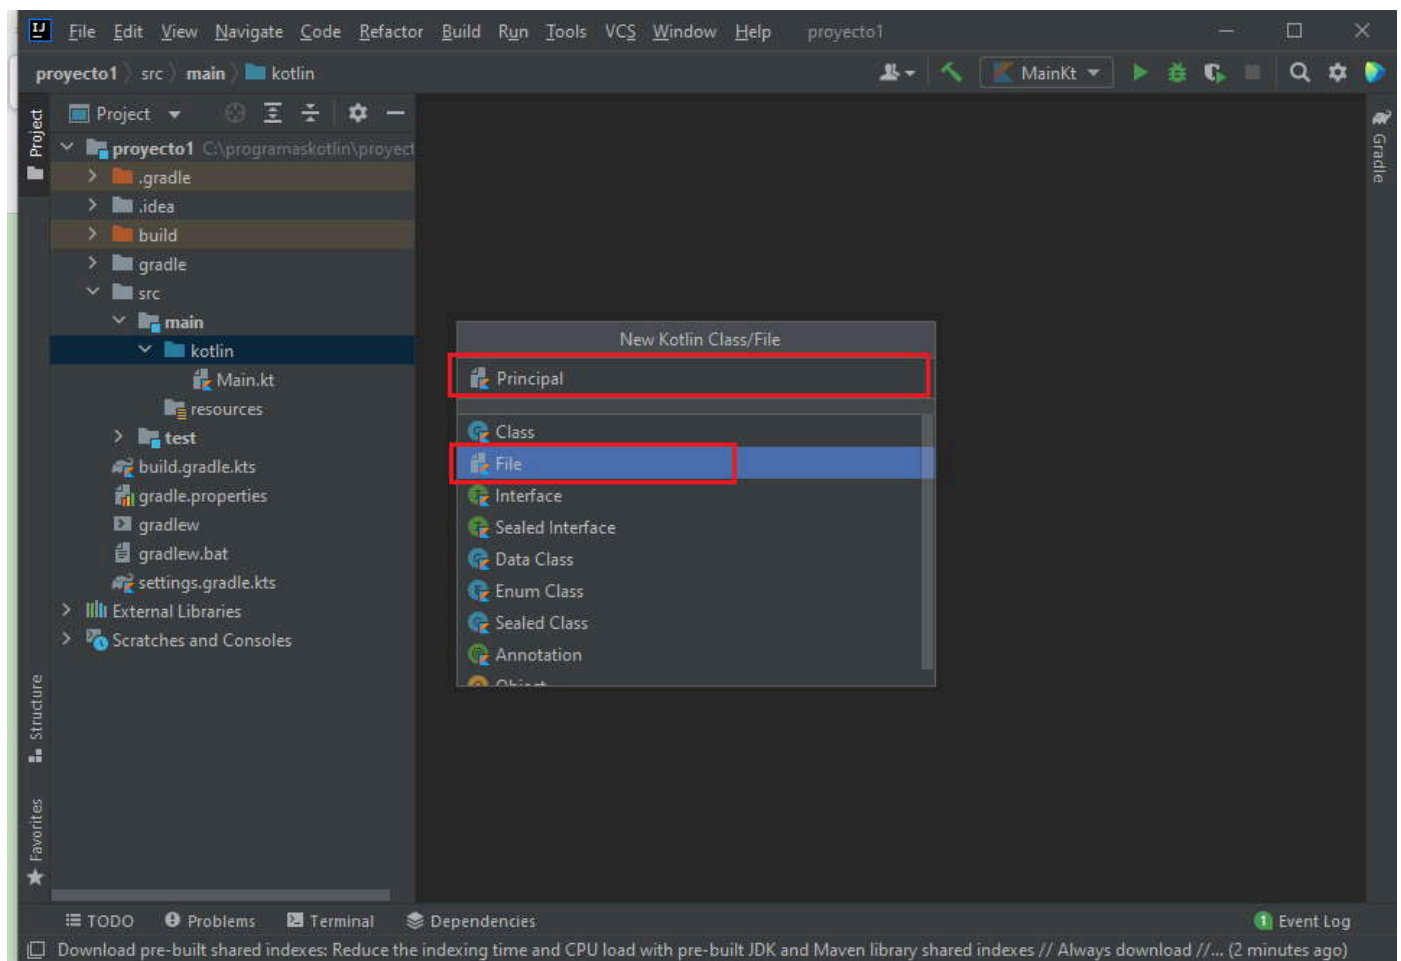 IJ File Edit View Navigate Code Refactor Build Run Tools VCS Window Help proyecto1
proyecto1 src main kotlin MainKt
Project
Project
Gradle
proyecto1 C:\programaskotlin\proyect
.gradle
.idea
build
gradle
src
main
kotlin
Main.kt
resources
test
build.gradle.kts
gradle.properties
gradlew
gradlew.bat
settings.gradle.kts
External Libraries
Scratches and Consoles
New Kotlin Class/File
Principal
Class
File
Interface
Sealed Interface
Data Class
Enum Class
Sealed Class
Annotation
Object
Structure
Favorites
TODO Problems Terminal Dependencies 1 Event Log
Download pre-built shared indexes: Reduce the indexing time and CPU load with pre-built JDK and Maven library shared indexes // Always download //... (2 minutes ago)